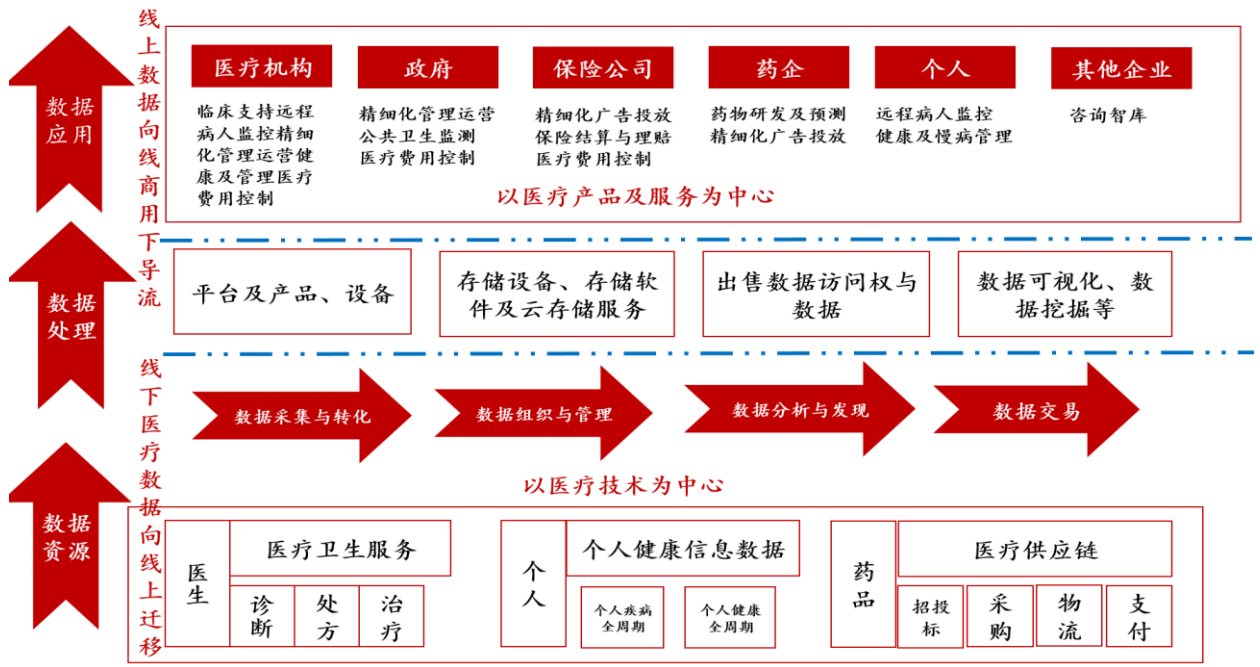 线上数据向线商用下导流
数据
应用
医疗机构
临床支持远程
病人监控精细
化管理运营健
康及管理医疗
费用控制
政府
精细化管理运营
公共卫生监测
医疗费用控制
保险公司
精细化广告投放
保险结算与理赔
医疗费用控制
药企
药物研发及预测
精细化广告投放
个人
远程病人监控
健康及慢病管理
其他企业
咨询智库
以医疗产品及服务为中心
数据
处理
平台及产品、设备
存储设备、存储软
件及云存储服务
出售数据访问权与
数据
数据可视化、数
据挖掘等
线下医疗数据向线上迁移
数据采集与转化
数据组织与管理
数据分析与发现
数据交易
以医疗技术为中心
数据
资源
医生
医疗卫生服务
诊断
处方
治疗
个人
个人健康信息数据
个人疾病
全周期
个人健康
全周期
药品
医疗供应链
招投
标
采购
物流
支付